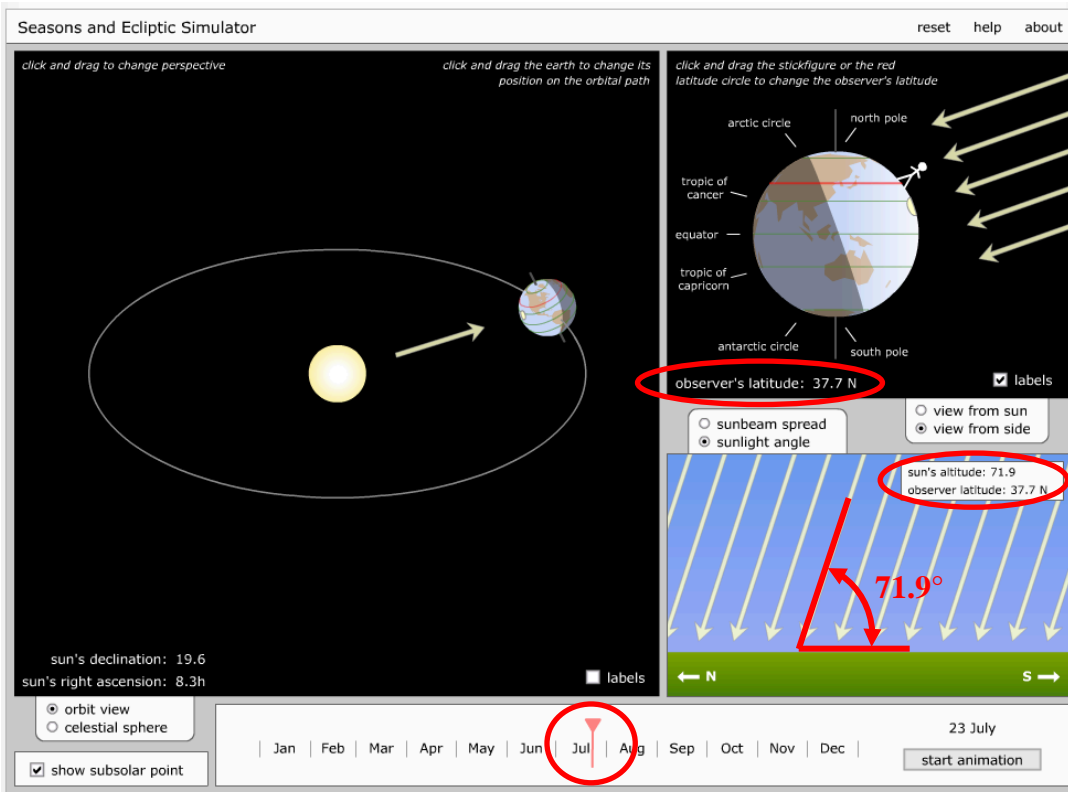 Seasons and Ecliptic Simulator
reset help about
click and drag to change perspective
click and drag the earth to change its
position on the orbital path
sun's declination: 19.6
sun's right ascension: 8.3h
labels
click and drag the stickfigure or the red
latitude circle to change the observer's latitude
arctic circle
north pole
tropic of
cancer
equator
tropic of
capricorn
antarctic circle
south pole
observer's latitude: 37.7 N
labels
sunbeam spread
sunlight angle
view from sun
view from side
sun's altitude: 71.9
observer latitude: 37.7 N
71.9°
N
S
orbit view
celestial sphere
show subsolar point
Jan Feb Mar Apr May Jun Jul Aug Sep Oct Nov Dec
23 July
start animation